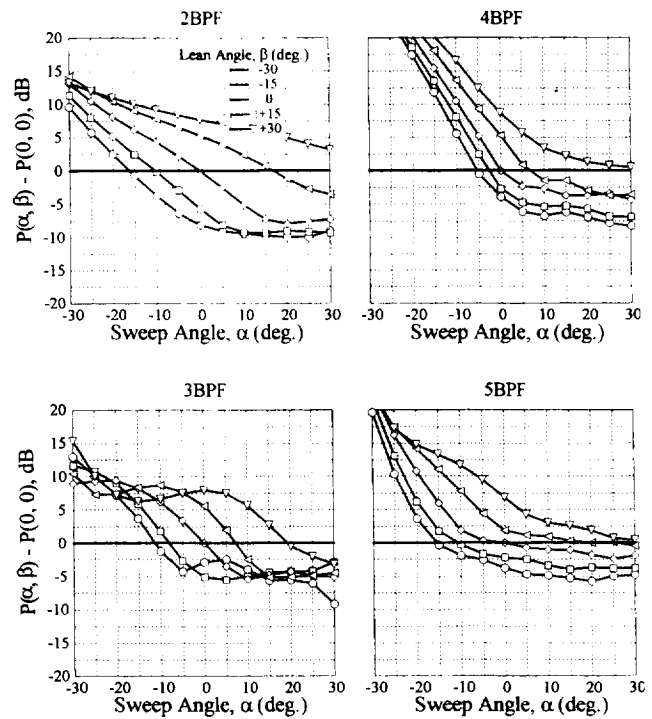 2BPF
4BPF
P(α, β) - P(0, 0), dB
20
15
10
5
0
-5
-10
-15
-20
Lean Angle, β (deg.)
-30
-15
0
+15
+30
-30 -20 -10 0 10 20 30
Sweep Angle, α (deg.)
-30 -20 -10 0 10 20 30
Sweep Angle, α (deg.)
3BPF
5BPF
P(α, β) - P(0, 0), dB
20
15
10
5
0
-5
-10
-15
-20
-30 -20 -10 0 10 20 30
Sweep Angle, α (deg.)
-30 -20 -10 0 10 20 30
Sweep Angle, α (deg.)